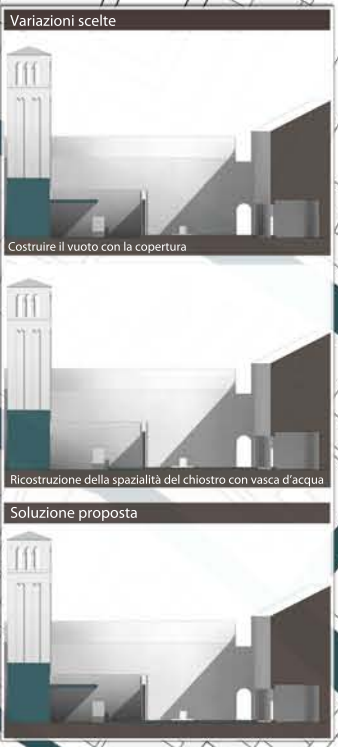 Variazioni scelte
Costruire il vuoto con la copertura
Ricostruzione della spazialità del chiostro con vasca d'acqua
Soluzione proposta